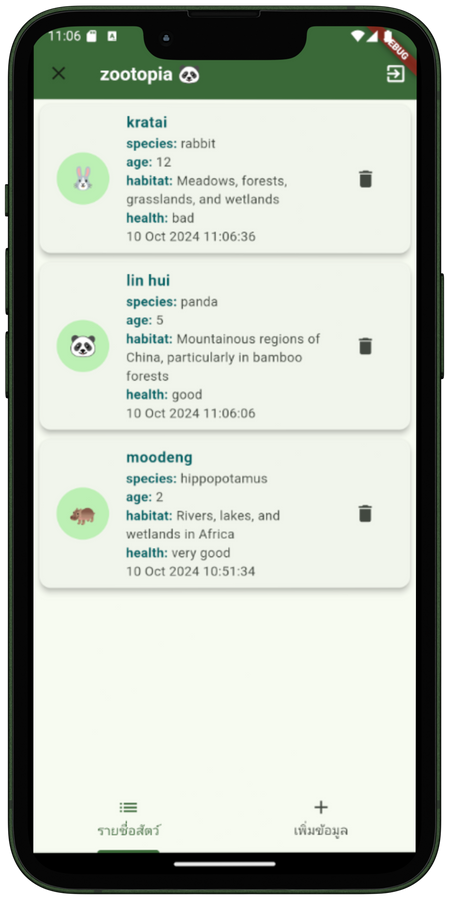 11:06
DEBUG
zootopia 🐼
kratai
species: rabbit
age: 12
habitat: Meadows, forests,
grasslands, and wetlands
health: bad
10 Oct 2024 11:06:36
lin hui
species: panda
age: 5
habitat: Mountainous regions of
China, particularly in bamboo
forests
health: good
10 Oct 2024 11:06:06
moodeng
species: hippopotamus
age: 2
habitat: Rivers, lakes, and
wetlands in Africa
health: very good
10 Oct 2024 10:51:34
รายชื่อสัตว์
เพิ่มข้อมูล